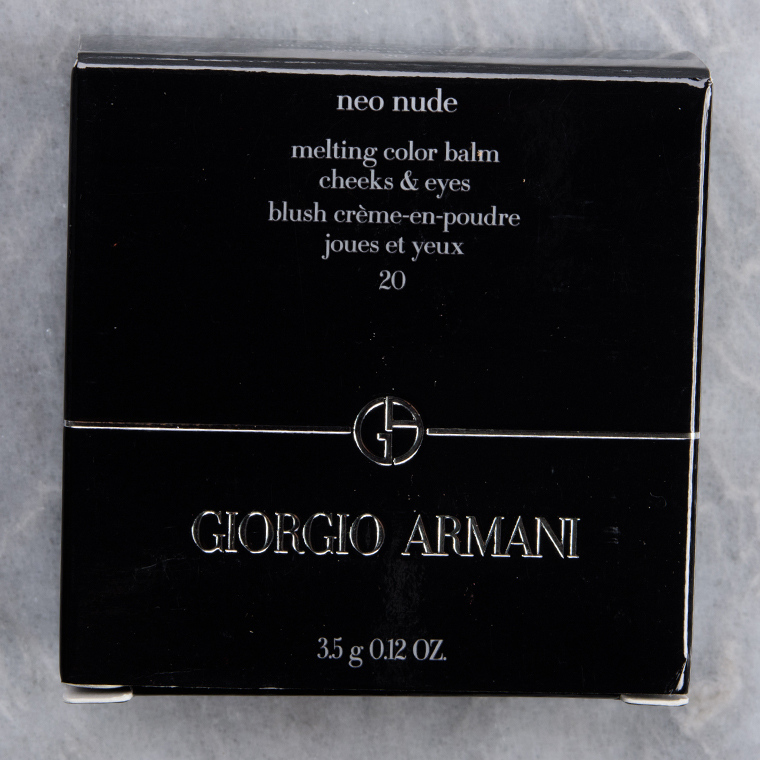 neo nude
melting color balm
cheeks & eyes
blush crème-en-poudre
joues et yeux
20
GIORGIO ARMANI
3.5 g 0.12 OZ.